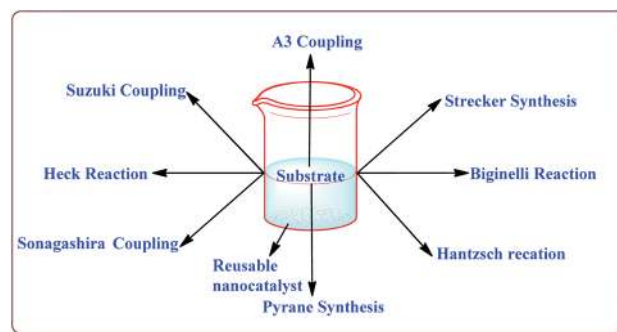 A3 Coupling
Suzuki Coupling
Strecker Synthesis
Heck Reaction
Substrate
Biginelli Reaction
Sonagashira Coupling
Hantzsch recation
Reusable
nanocatalyst
Pyrane Synthesis